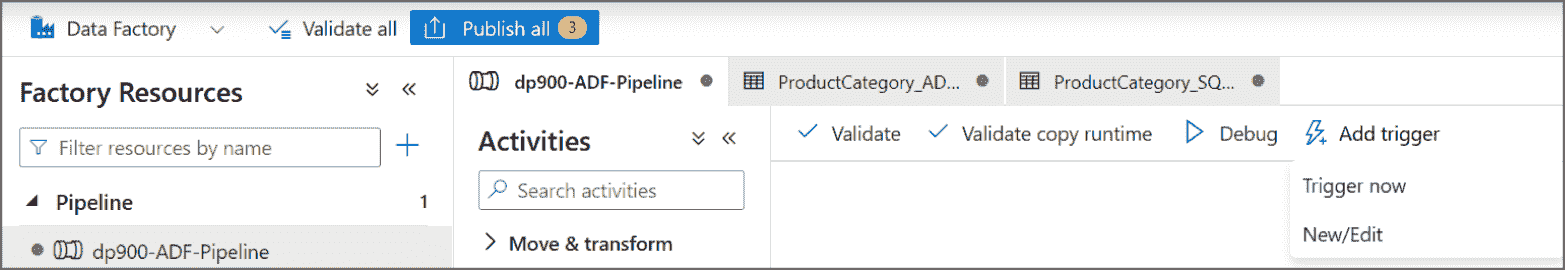 Data Factory
Validate all
Publish all 3
Factory Resources
Filter resources by name
Pipeline 1
dp900-ADF-Pipeline
dp900-ADF-Pipeline
ProductCategory_AD...
ProductCategory_SQ...
Activities
Search activities
Move & transform
Validate
Validate copy runtime
Debug
Add trigger
Trigger now
New/Edit